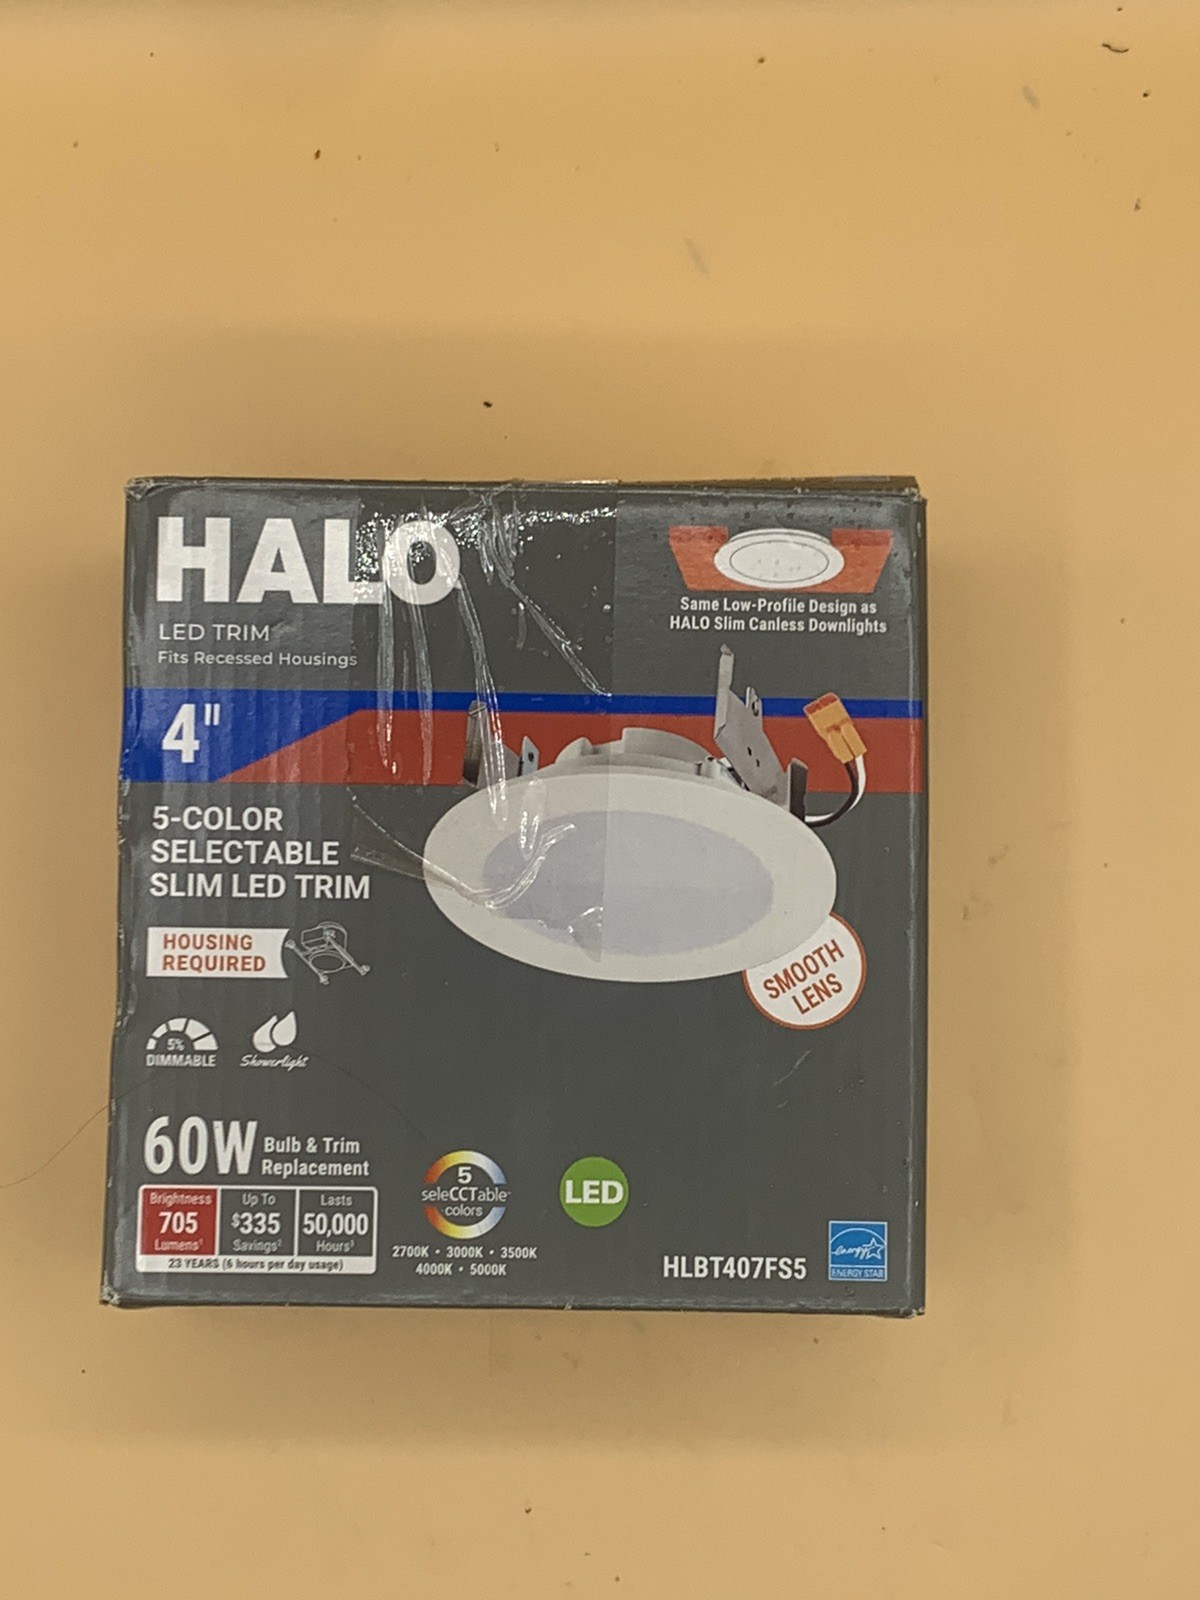 HALO
LED TRIM
Fits Recessed Housings
Same Low-Profile Design as
HALO Slim Canless Downlights
4"
5-COLOR
SELECTABLE
SLIM LED TRIM
HOUSING
REQUIRED
SMOOTH
LENS
5%
DIMMABLE
Showerlight
60W
Bulb & Trim
Replacement
Brightness
705
Lumens¹
Up To
$335
Savings²
Lasts
50,000
Hours³
23 YEARS (6 hours per day usage)
5
seleCCTable
colors
2700K • 3000K • 3500K
4000K • 5000K
LED
HLBT407FS5
energy
ENERGY STAR